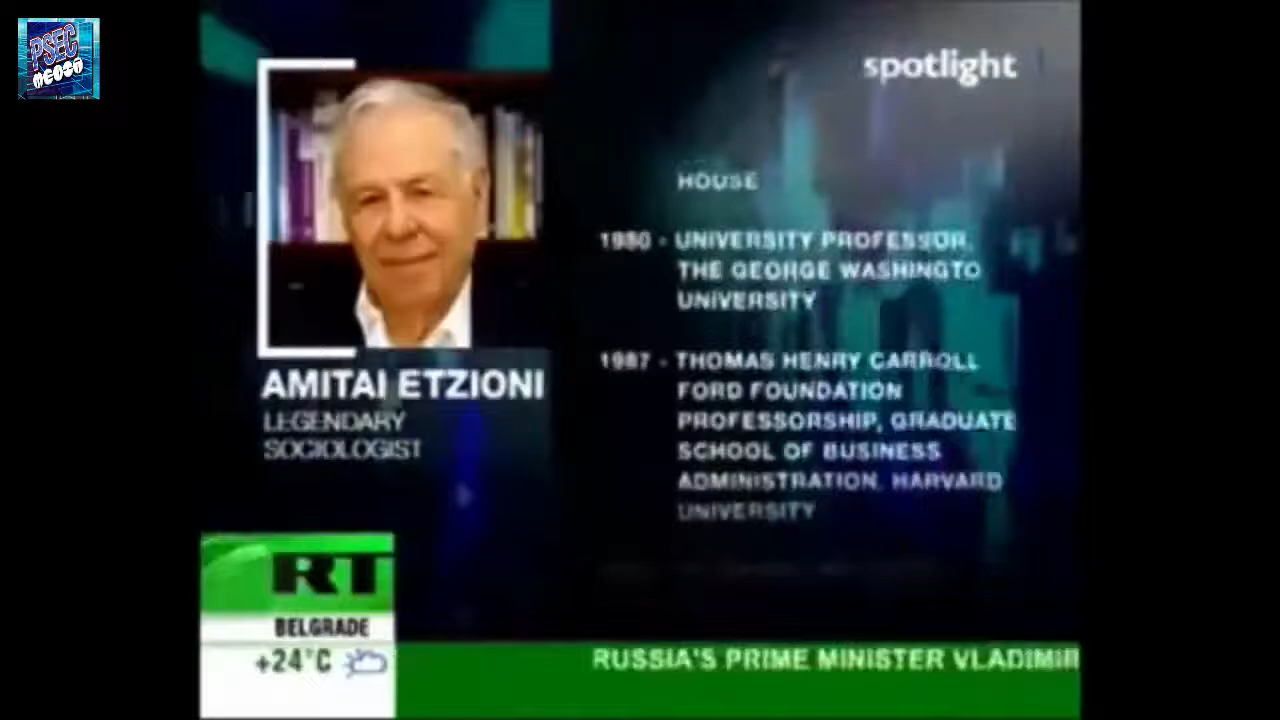 PSEC
spotlight
HOUSE
1980 - UNIVERSITY PROFESSOR,
THE GEORGE WASHINGTO
UNIVERSITY
1987 - THOMAS HENRY CARROLL
FORD FOUNDATION
PROFESSORSHIP, GRADUATE
SCHOOL OF BUSINESS
ADMINISTRATION, HARVARD
UNIVERSITY
AMITAI ETZIONI
LEGENDARY
SOCIOLOGIST
RT
BELGRADE
+24°C
RUSSIA'S PRIME MINISTER VLADIMIR